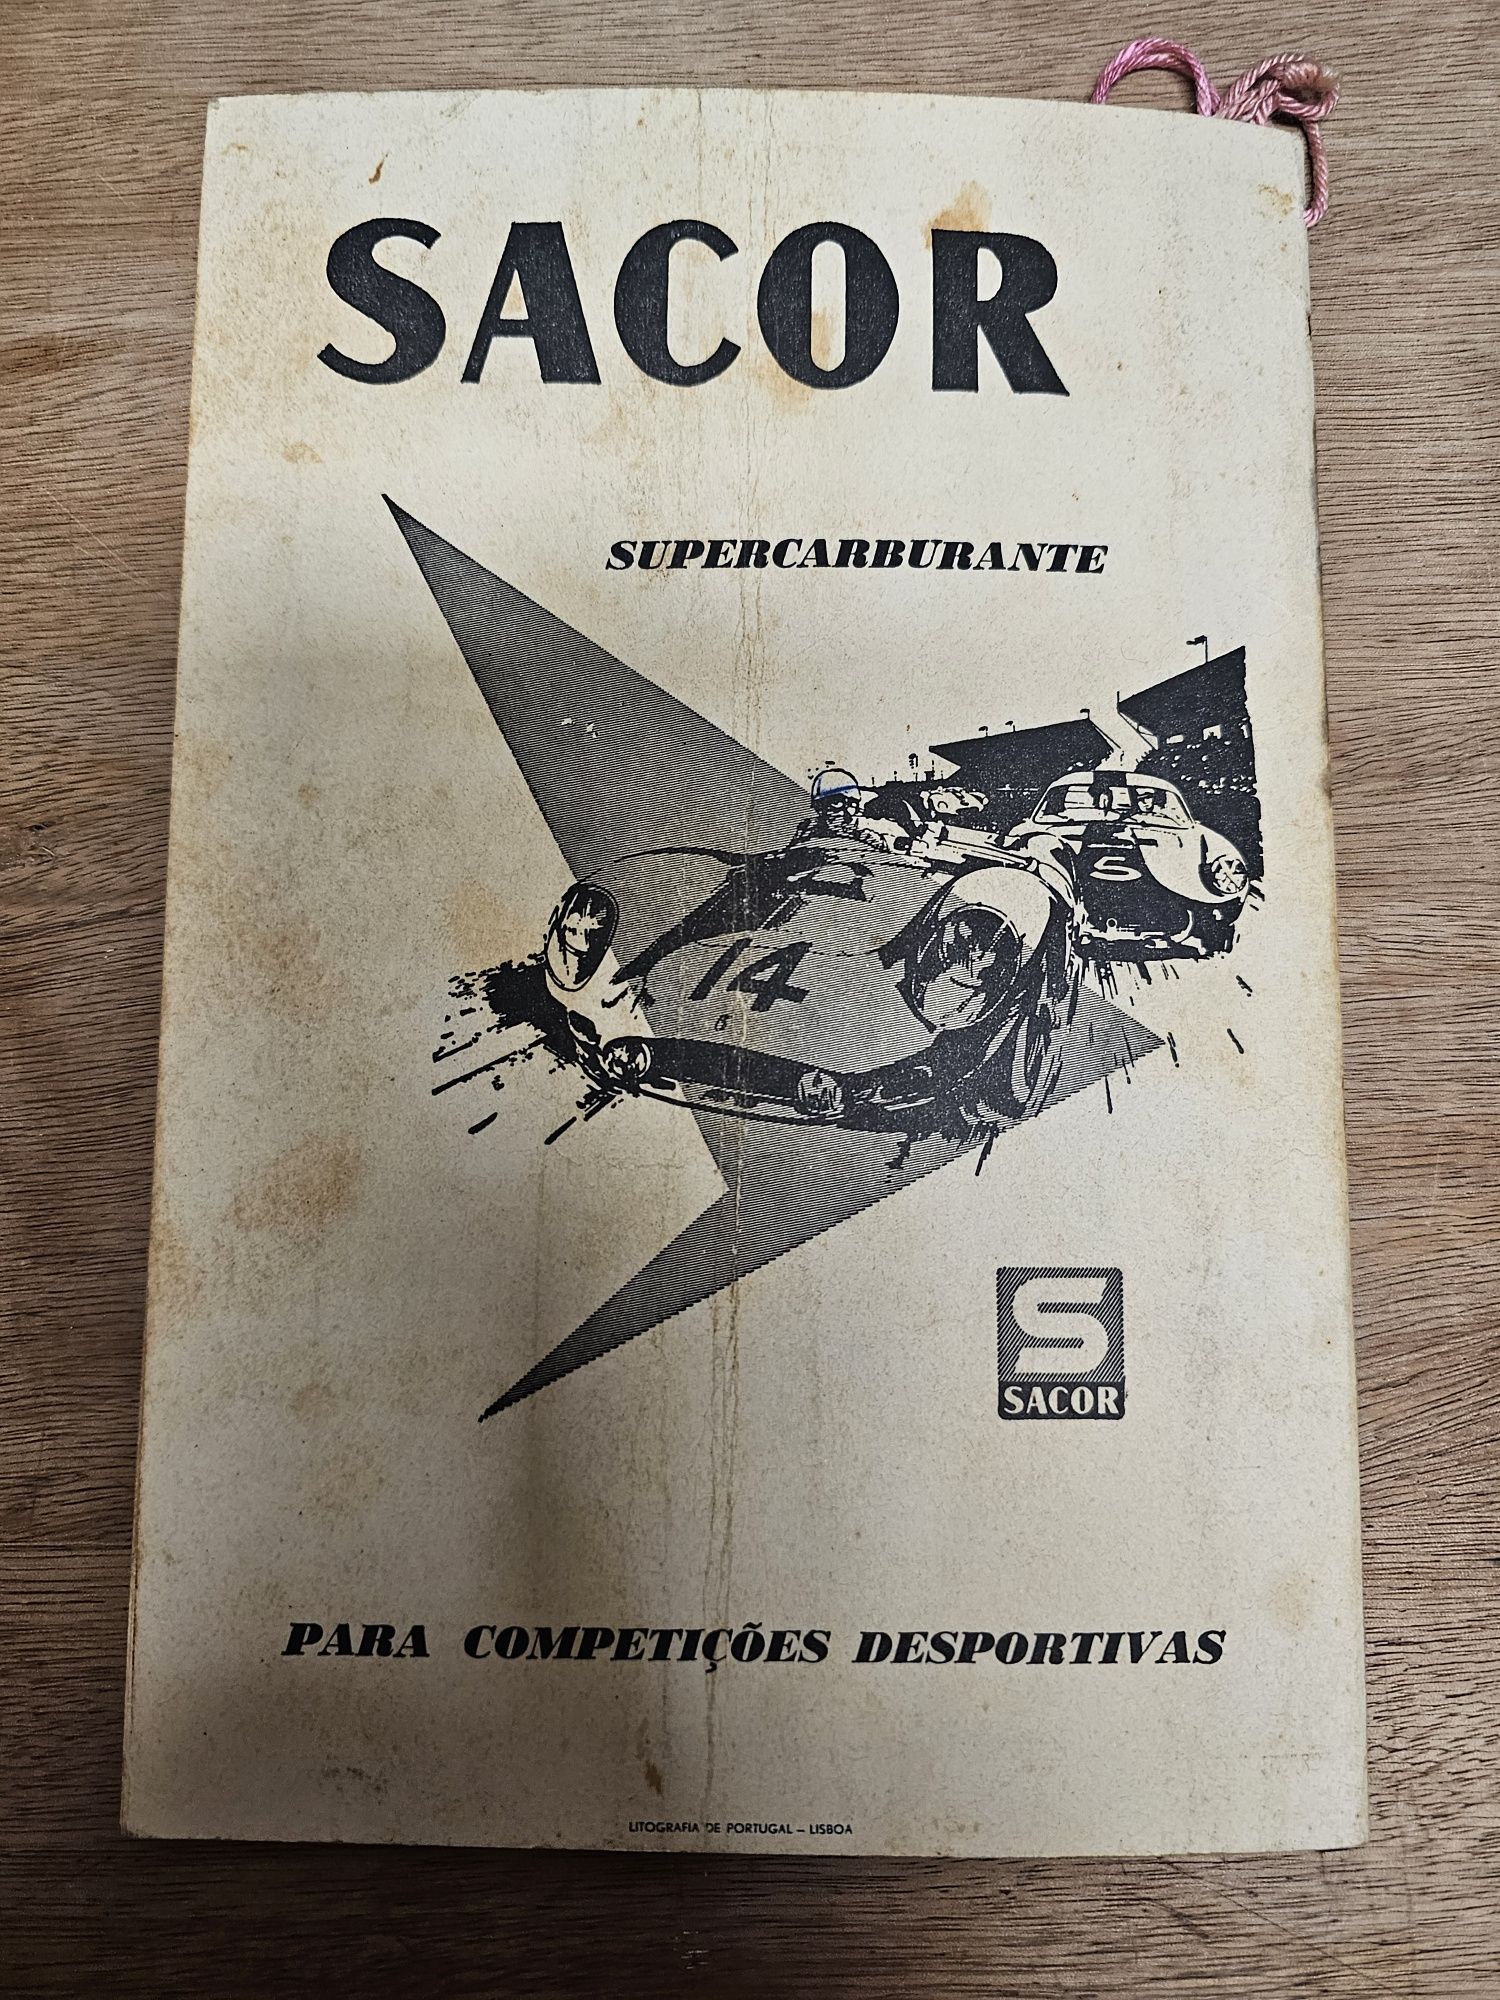 SACOR
SUPERCARBURANTE
5
14
S
SACOR
PARA COMPETIÇÕES DESPORTIVAS
LITOGRAFIA DE PORTUGAL – LISBOA